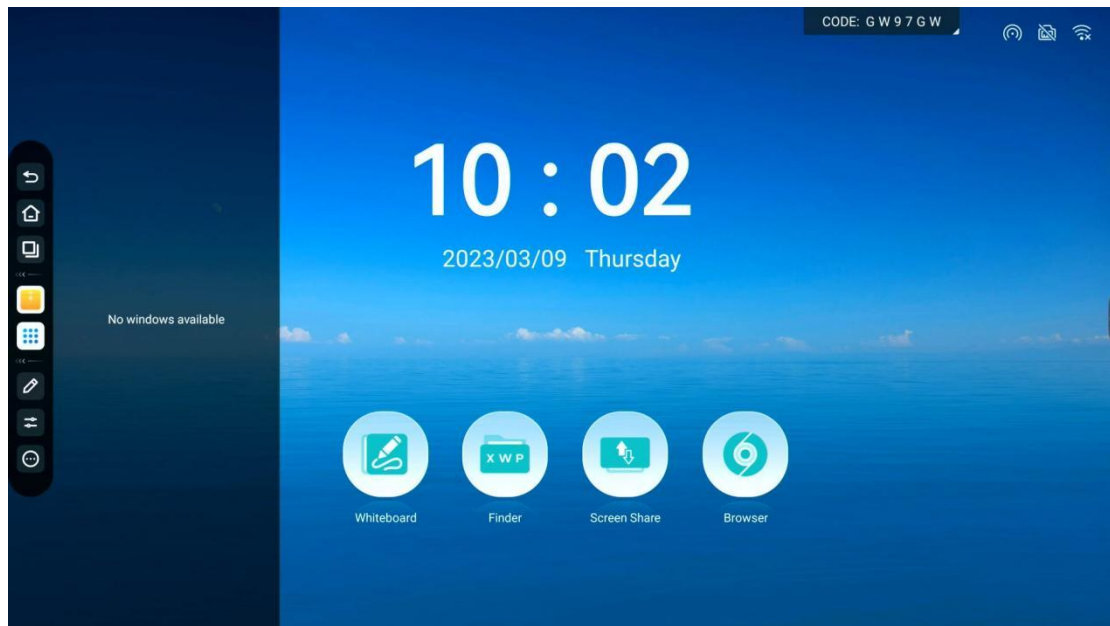 CODE: G W 9 7 G W
10 : 02
2023/03/09 Thursday
No windows available
X W P
Whiteboard
Finder
Screen Share
Browser